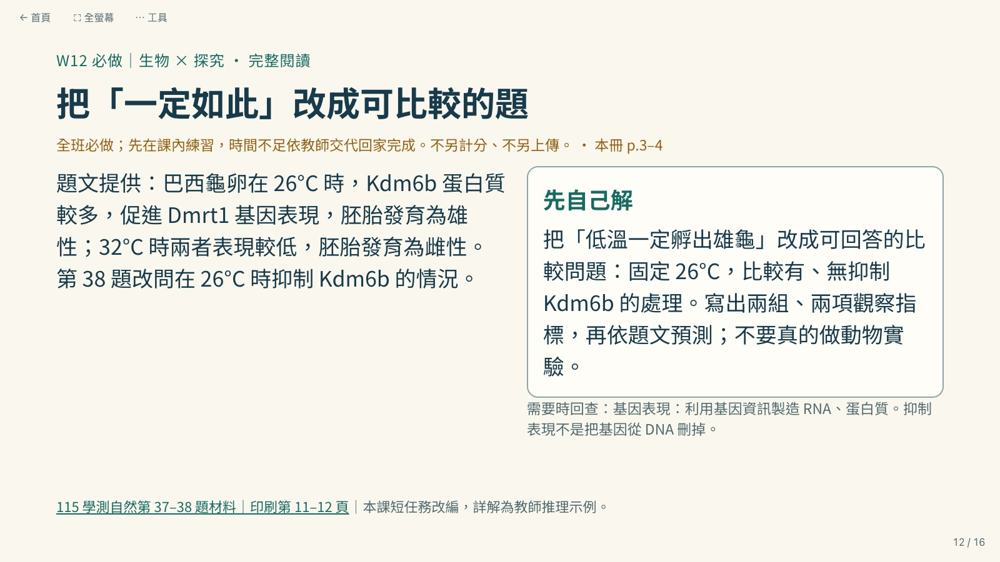 ← 首頁 ⛶ 全螢幕 ⋯ 工具
W12 必做｜生物 × 探究 · 完整閱讀
把「一定如此」改成可比較的題
全班必做；先在課內練習，時間不足依教師交代回家完成。不另計分、不另上傳。 · 本冊 p.3–4
題文提供：巴西龜卵在 26°C 時，Kdm6b 蛋白質
較多，促進 Dmrt1 基因表現，胚胎發育為雄
性；32°C 時兩者表現較低，胚胎發育為雌性。
第 38 題改問在 26°C 時抑制 Kdm6b 的情況。
先自己解
把「低溫一定孵出雄龜」改成可回答的比
較問題：固定 26°C，比較有、無抑制
Kdm6b 的處理。寫出兩組、兩項觀察指
標，再依題文預測；不要真的做動物實
驗。
需要時回查：基因表現：利用基因資訊製造 RNA、蛋白質。抑制
表現不是把基因從 DNA 刪掉。
115 學測自然第 37–38 題材料｜印刷第 11–12 頁｜本課短任務改編，詳解為教師推理示例。
12 / 16